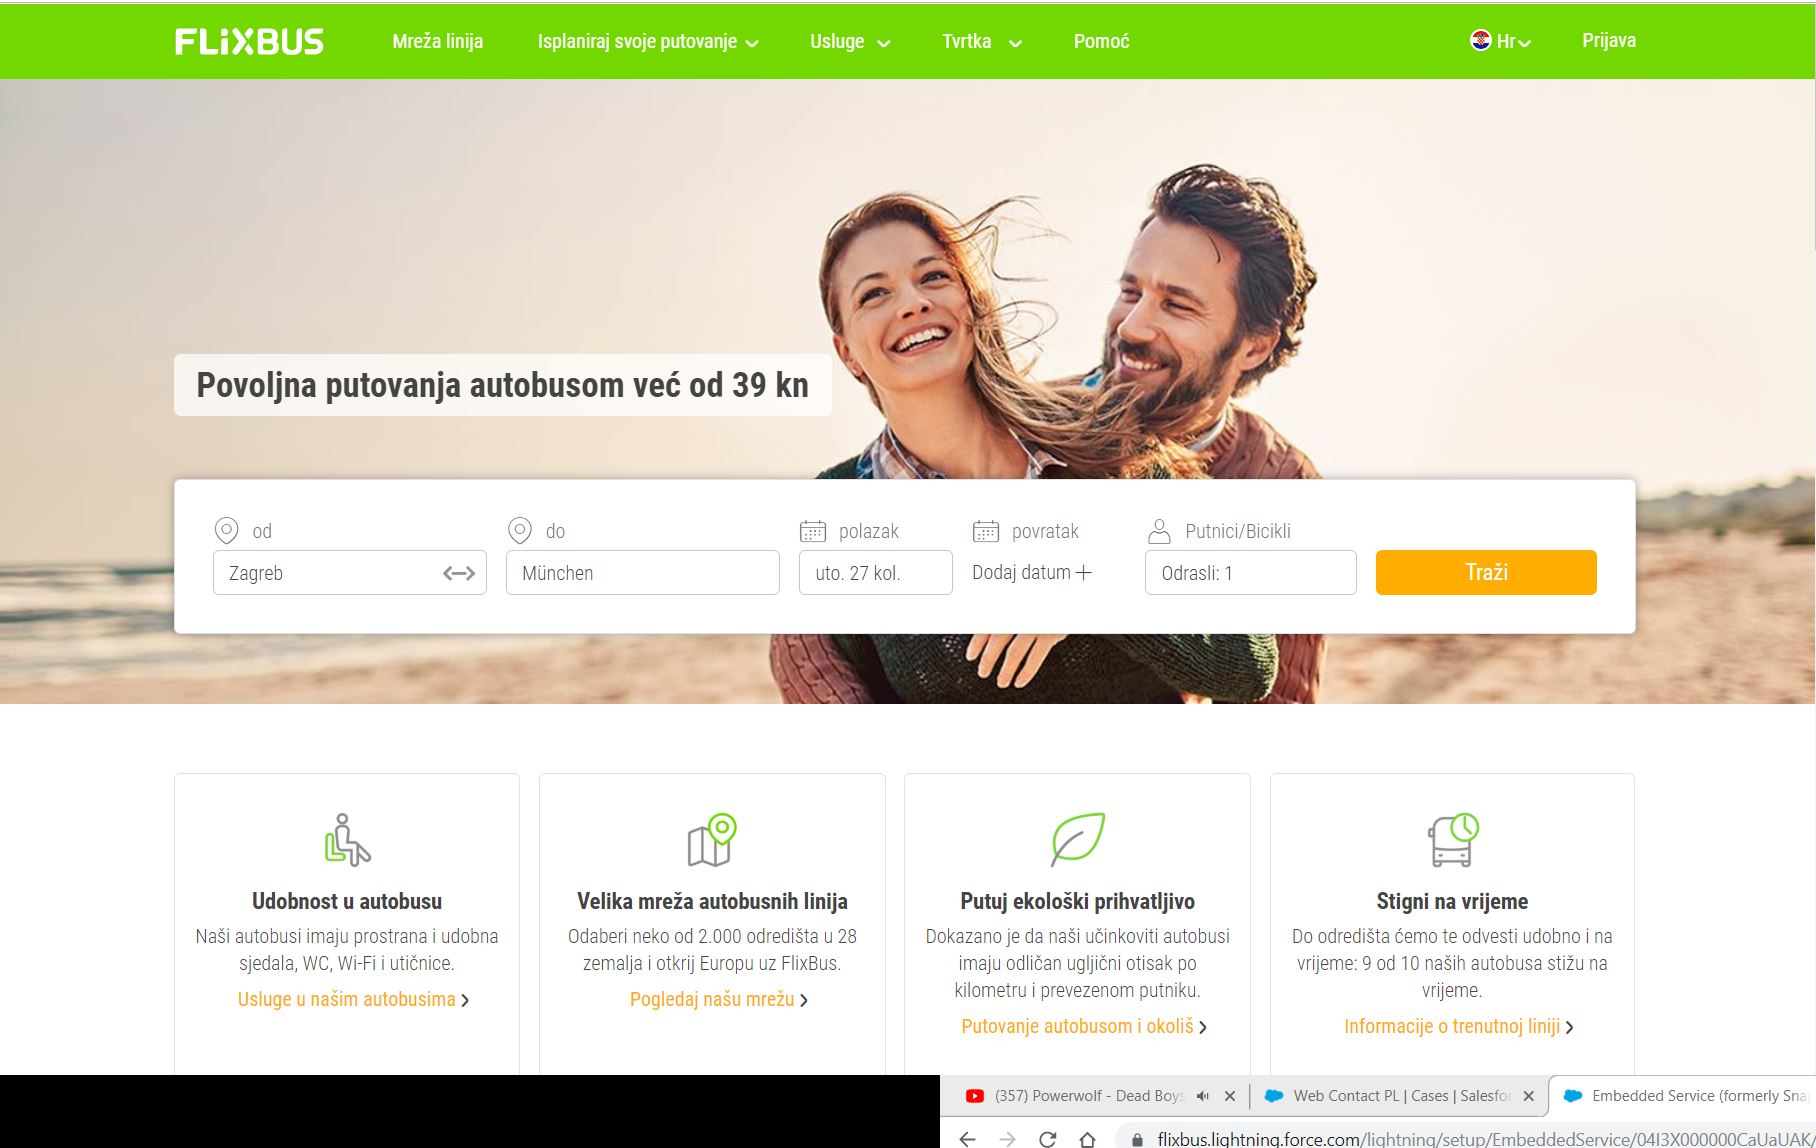 FLiXBUS Mreža linija Isplaniraj svoje putovanje Usluge Tvrtka Pomoć Hr Prijava
Povoljna putovanja autobusom već od 39 kn
od do polazak povratak Putnici/Bicikli
Zagreb München uto. 27 kol. Dodaj datum Odrasli: 1 Traži
Udobnost u autobusu
Naši autobusi imaju prostrana i udobna
sjedala, WC, Wi-Fi i utičnice.
Usluge u našim autobusima
Velika mreža autobusnih linija
Odaberi neko od 2.000 odredišta u 28
zemalja i otkrij Europu uz FlixBus.
Pogledaj našu mrežu
Putuj ekološki prihvatljivo
Dokazano je da naši učinkoviti autobusi
imaju odličan ugljični otisak po
kilometru i prevezenom putniku.
Putovanje autobusom i okoliš
Stigni na vrijeme
Do odredišta ćemo te odvesti udobno i na
vrijeme: 9 od 10 naših autobusa stižu na
vrijeme.
Informacije o trenutnoj liniji
(357) Powerwolf - Dead Boys Web Contact PL | Cases | Salesfo Embedded Service (formerly Sna
flixbus.lightning.force.com/lightning/setup/EmbeddedService/04I3X000000CaUaUAK/